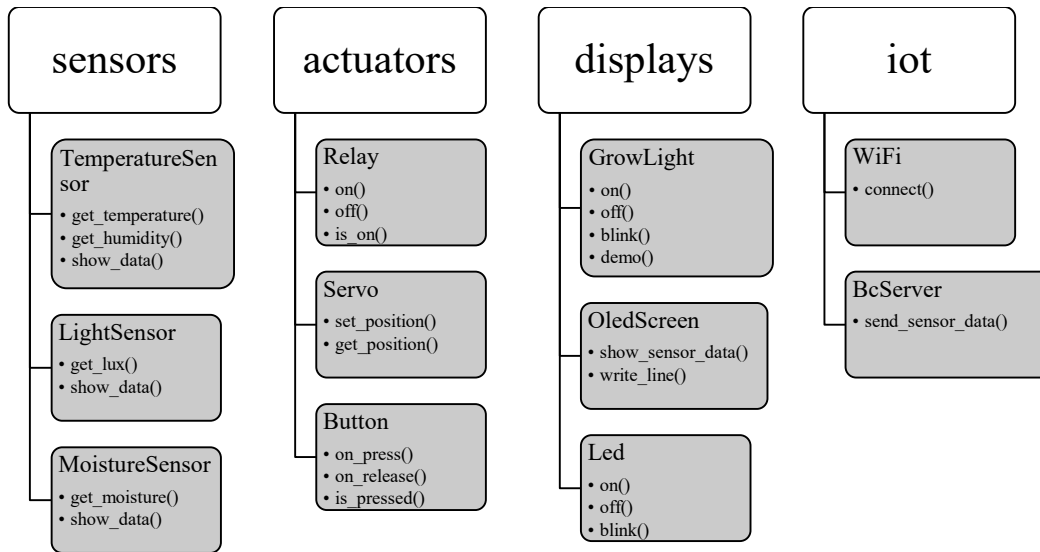 sensors
TemperatureSen
sor
• get_temperature()
• get_humidity()
• show_data()
LightSensor
• get_lux()
• show_data()
MoistureSensor
• get_moisture()
• show_data()
actuators
Relay
• on()
• off()
• is_on()
Servo
• set_position()
• get_position()
Button
• on_press()
• on_release()
• is_pressed()
displays
GrowLight
• on()
• off()
• blink()
• demo()
OledScreen
• show_sensor_data()
• write_line()
Led
• on()
• off()
• blink()
iot
WiFi
• connect()
BcServer
• send_sensor_data()